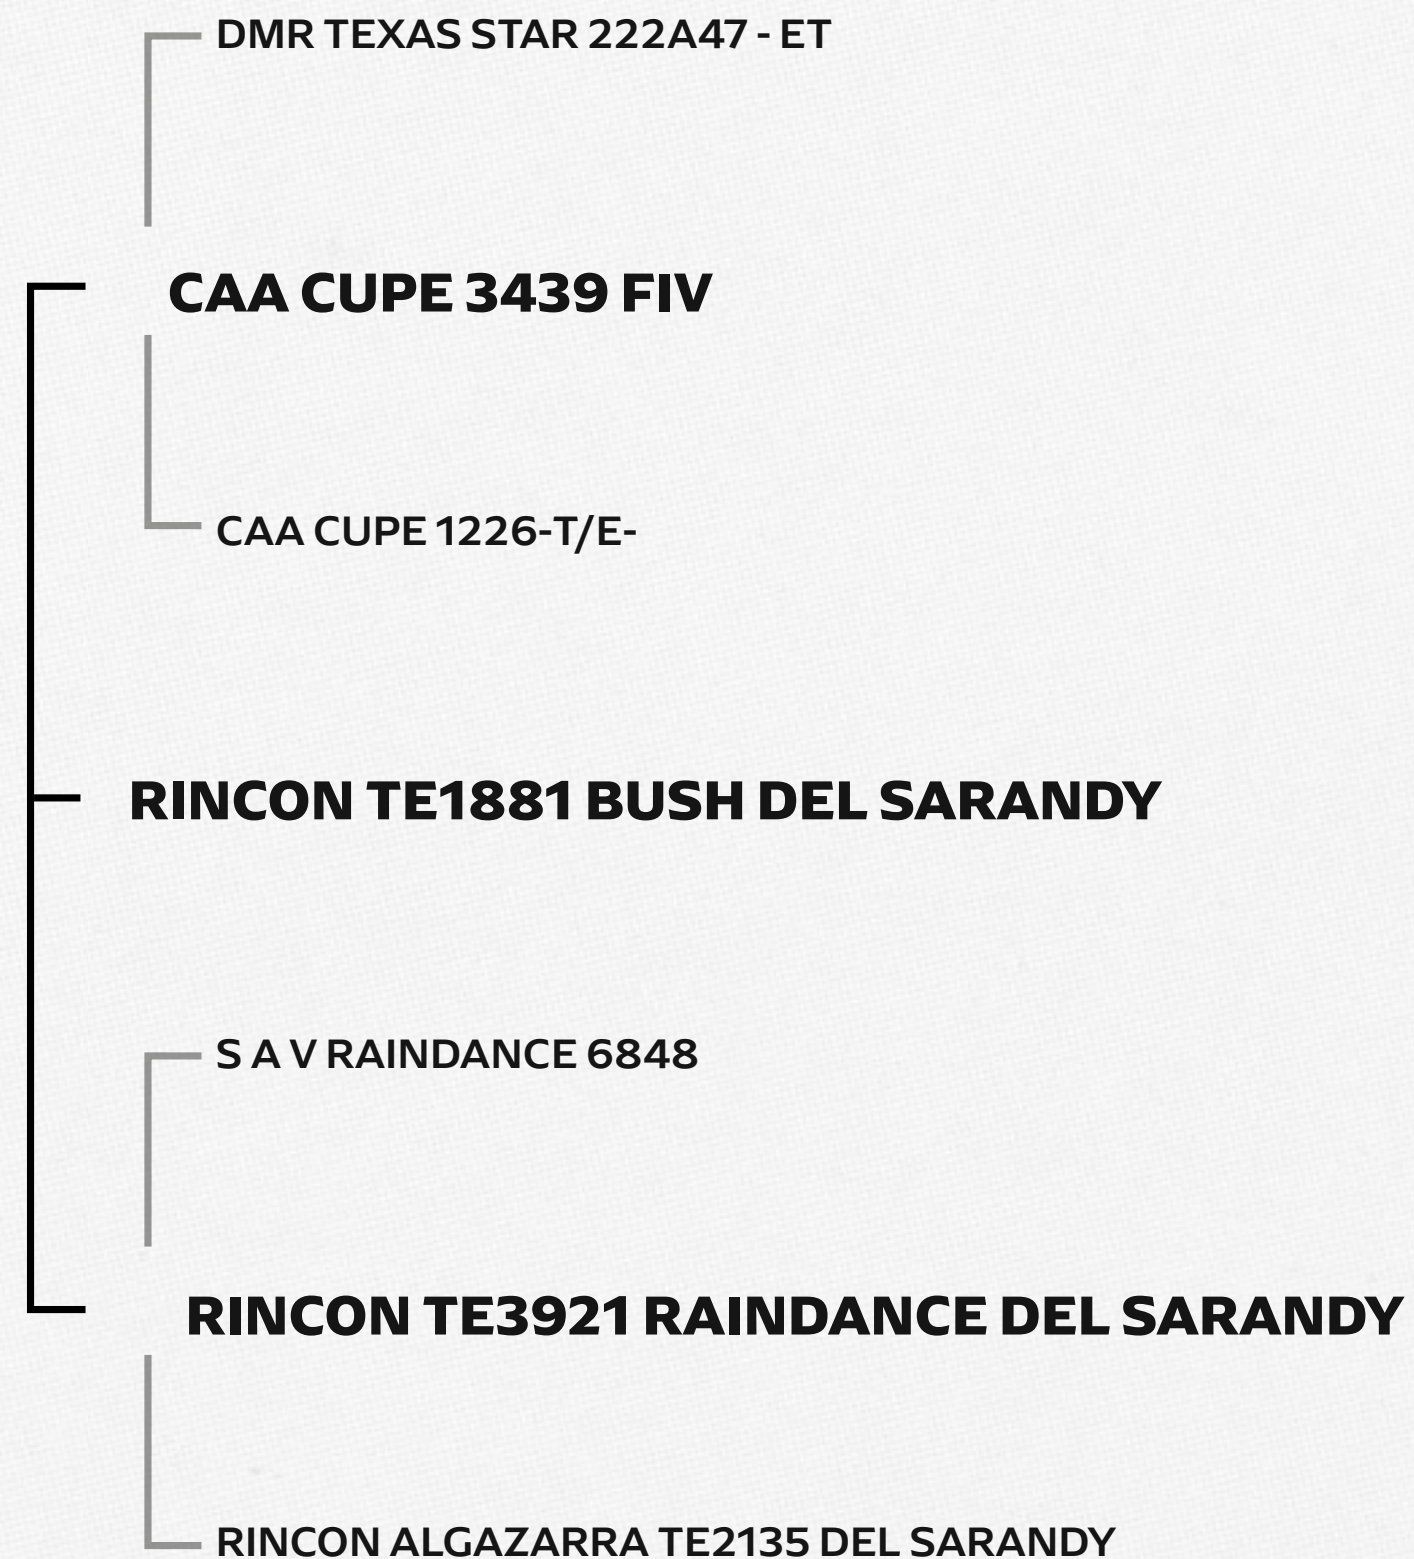 DMR TEXAS STAR 222A47 - ET
CAA CUPE 3439 FIV
CAA CUPE 1226-T/E-
RINCON TE1881 BUSH DEL SARANDY
S A V RAINDANCE 6848
RINCON TE3921 RAINDANCE DEL SARANDY
RINCON ALGAZARRA TE2135 DEL SARANDY